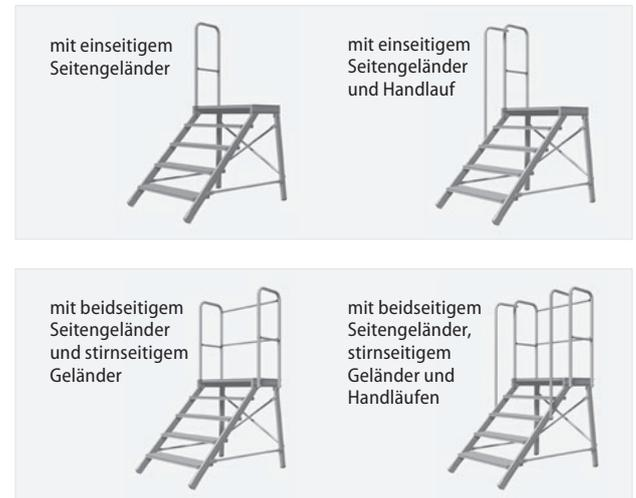 mit einseitigem
Seitengeländer
mit einseitigem
Seitengeländer
und Handlauf
mit beidseitigem
Seitengeländer
und stirnseitigem
Geländer
mit beidseitigem
Seitengeländer,
stirnseitigem
Geländer und
Handläufen